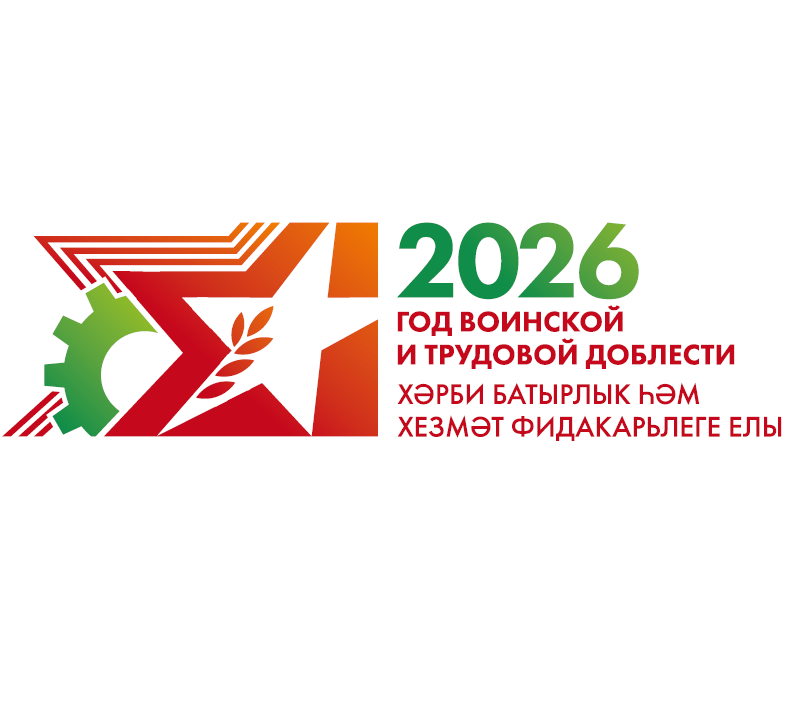 2026
ГОД ВОИНСКОЙ
И ТРУДОВОЙ ДОБЛЕСТИ
ХӘРБИ БАТЫРЛЫК ҺӘМ
ХЕЗМӘТ ФИДАКАРЬЛЕГЕ ЕЛЫ